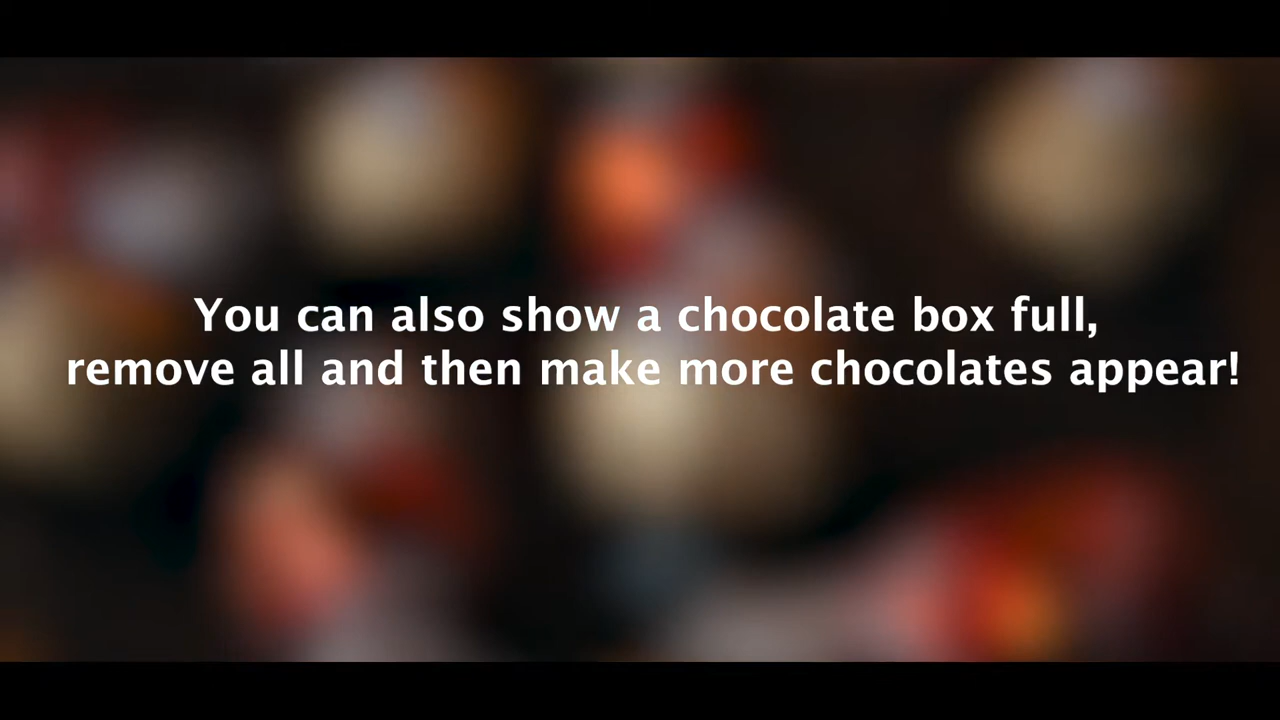 You can also show a chocolate box full,
remove all and then make more chocolates appear!